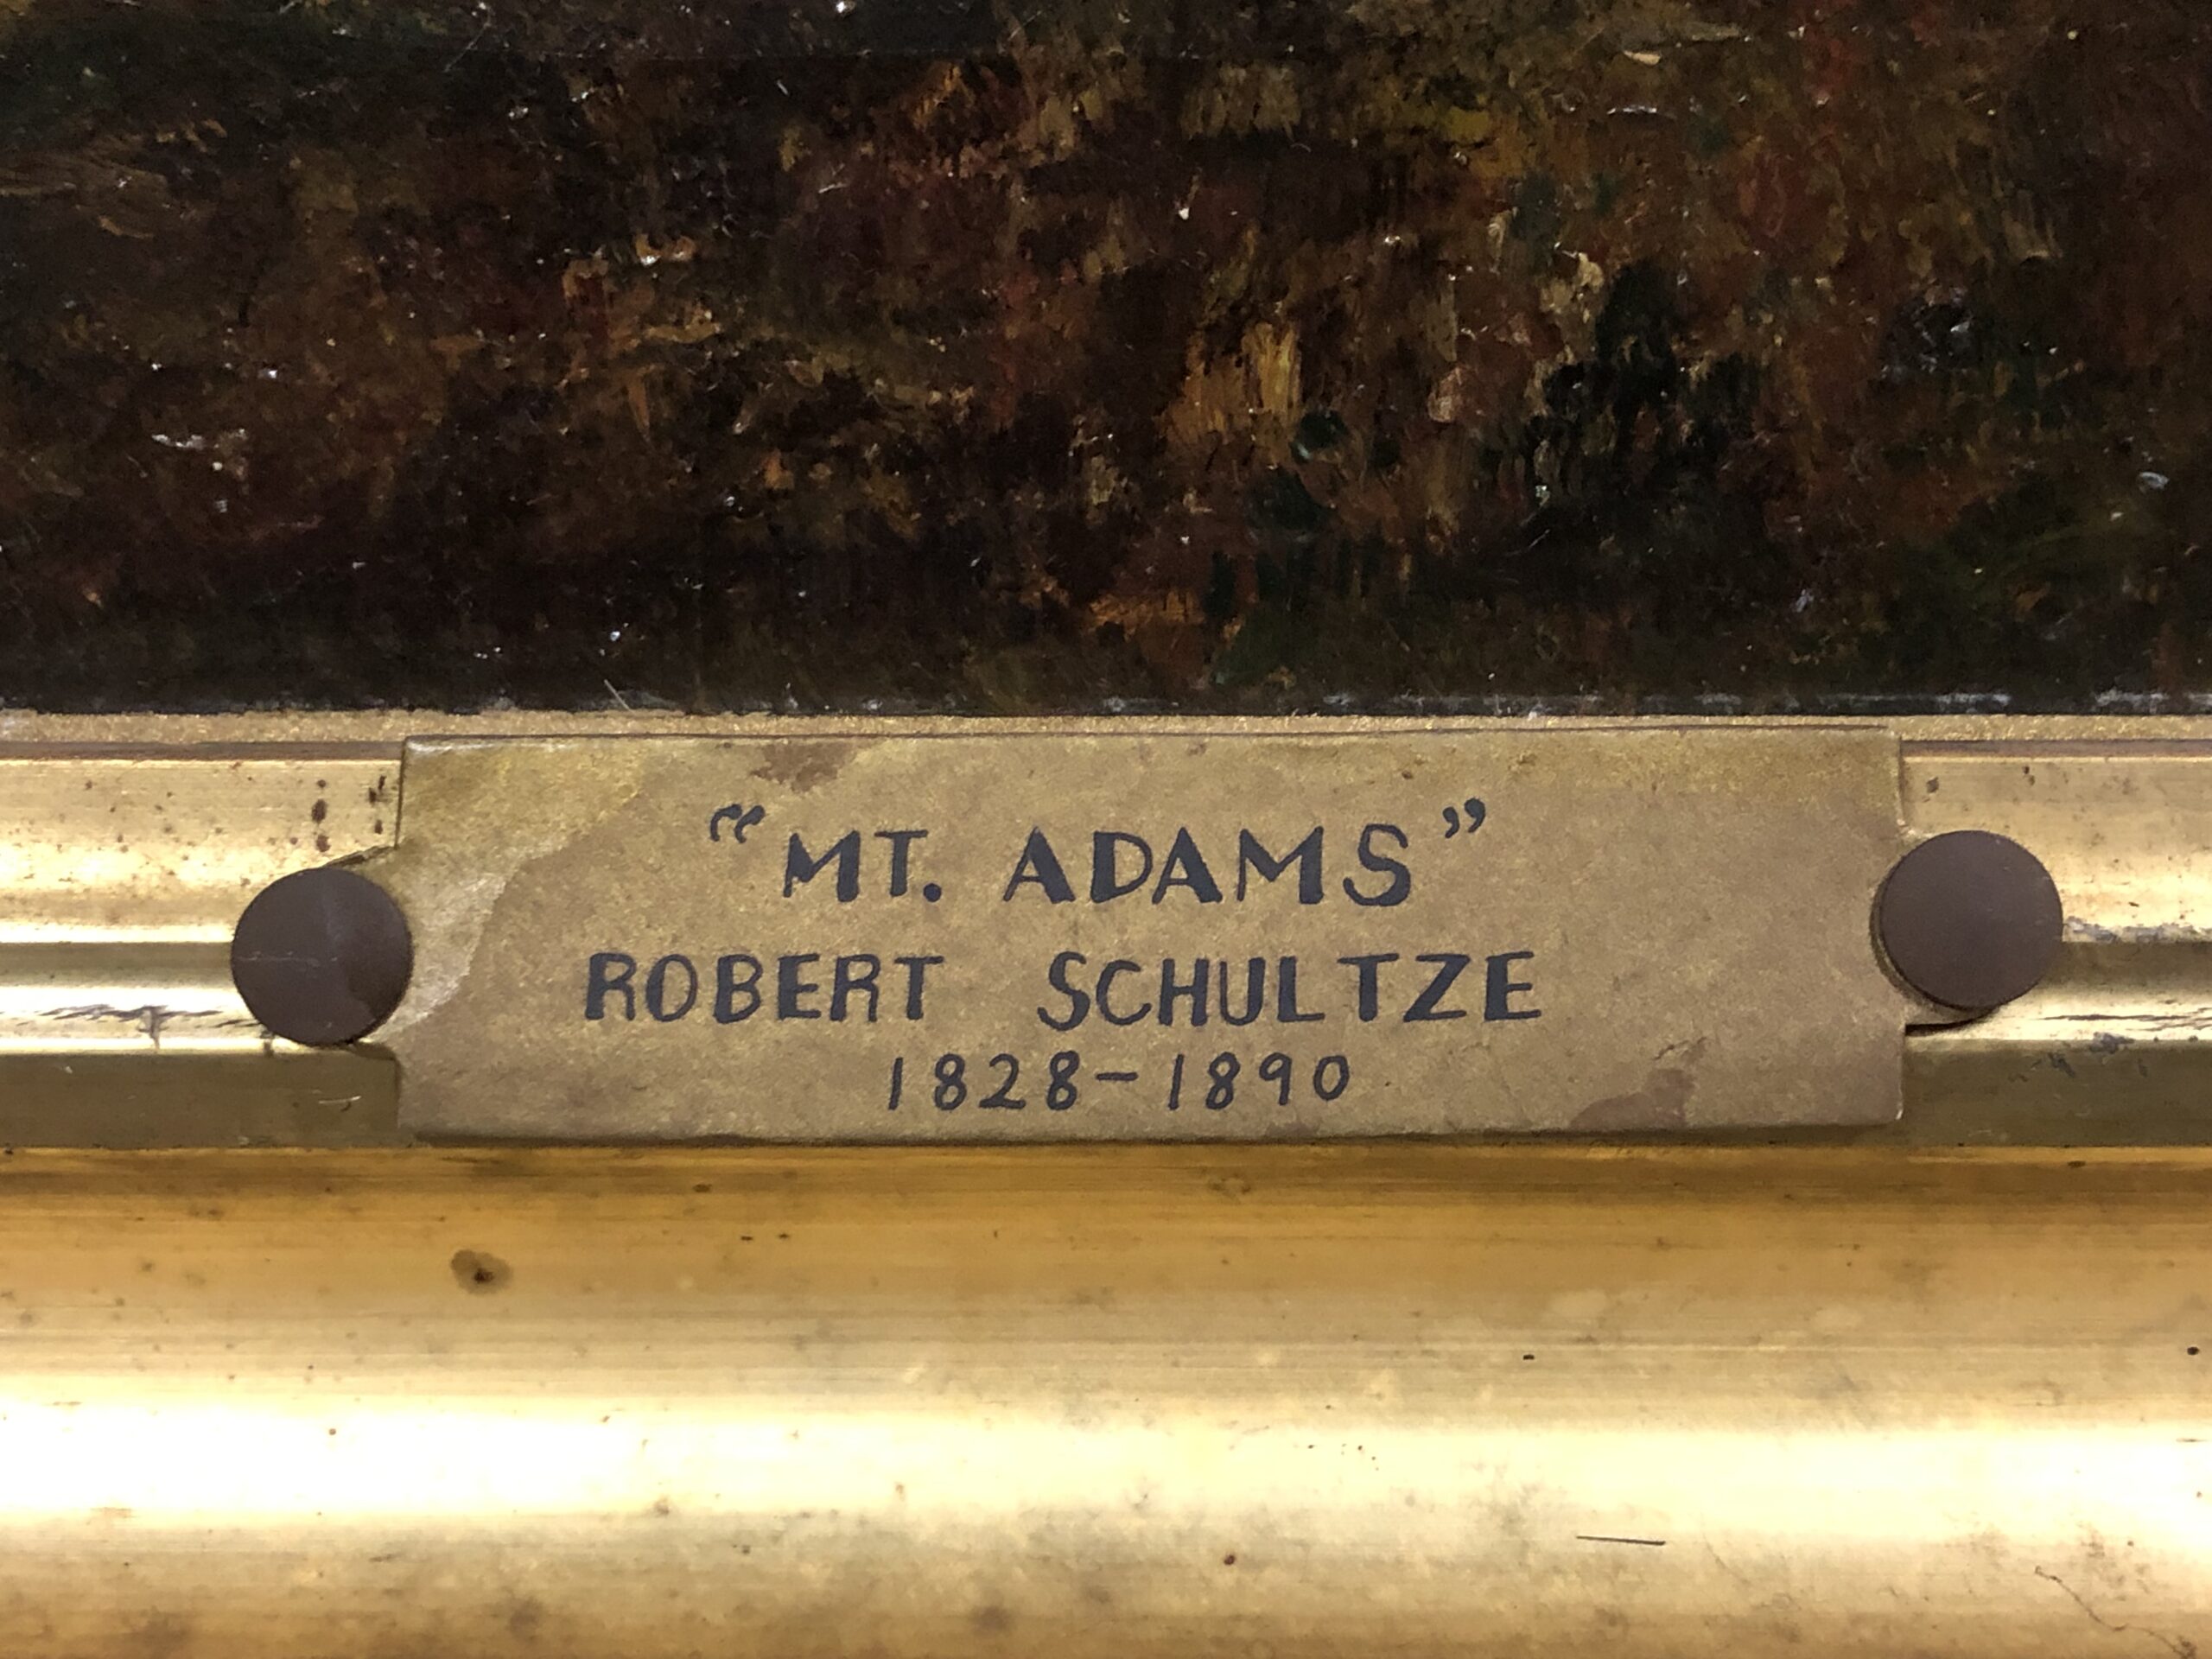 “MT. ADAMS”
ROBERT SCHULTZE
1828-1890